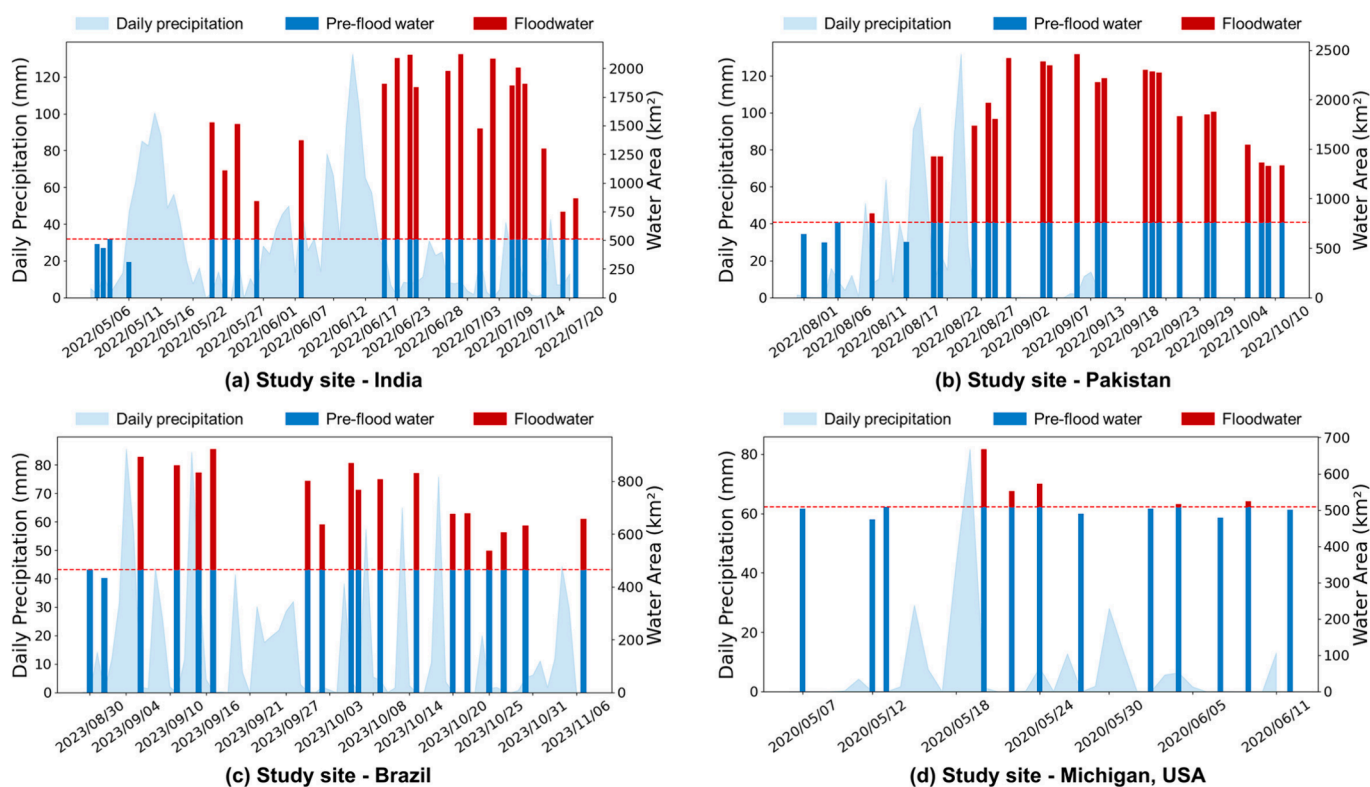 Daily precipitation Pre-flood water Floodwater
Daily Precipitation (mm)
120
100
80
60
40
20
0
Water Area (km²)
2000
1750
1500
1250
1000
750
500
250
0
2022/05/06 2022/05/11 2022/05/16 2022/05/22 2022/05/27 2022/06/01 2022/06/07 2022/06/12 2022/06/17 2022/06/23 2022/06/28 2022/07/03 2022/07/09 2022/07/14 2022/07/20
(a) Study site - India
Daily precipitation Pre-flood water Floodwater
Daily Precipitation (mm)
120
100
80
60
40
20
0
Water Area (km²)
2500
2000
1500
1000
500
0
2022/08/01 2022/08/06 2022/08/11 2022/08/17 2022/08/22 2022/08/27 2022/09/02 2022/09/07 2022/09/13 2022/09/18 2022/09/23 2022/09/29 2022/10/04 2022/10/10
(b) Study site - Pakistan
Daily precipitation Pre-flood water Floodwater
Daily Precipitation (mm)
80
70
60
50
40
30
20
10
0
Water Area (km²)
800
600
400
200
0
2023/08/30 2023/09/04 2023/09/10 2023/09/16 2023/09/21 2023/09/27 2023/10/03 2023/10/08 2023/10/14 2023/10/20 2023/10/25 2023/10/31 2023/11/06
(c) Study site - Brazil
Daily precipitation Pre-flood water Floodwater
Daily Precipitation (mm)
80
60
40
20
0
Water Area (km²)
700
600
500
400
300
200
100
0
2020/05/07 2020/05/12 2020/05/18 2020/05/24 2020/05/30 2020/06/05 2020/06/11
(d) Study site - Michigan, USA